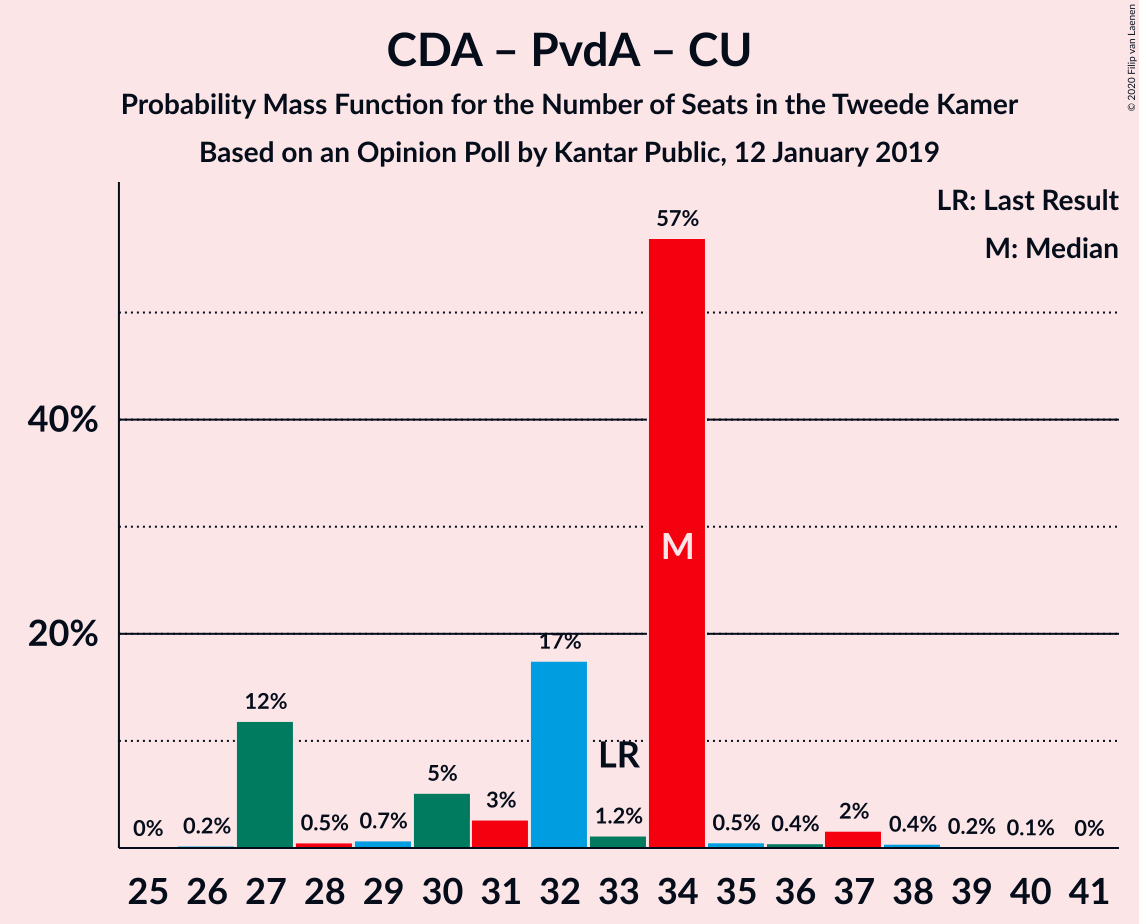 CDA – PvdA – CU
Probability Mass Function for the Number of Seats in the Tweede Kamer
Based on an Opinion Poll by Kantar Public, 12 January 2019
© 2020 Filip van Laenen
LR: Last Result
M: Median
57%
40%
M
20%
17%
12%
LR
5%
3%
2%
0%
0.2%
0.5%
0.7%
1.2%
0.5%
0.4%
0.4%
0.2%
0.1%
0%
25 26 27 28 29 30 31 32 33 34 35 36 37 38 39 40 41